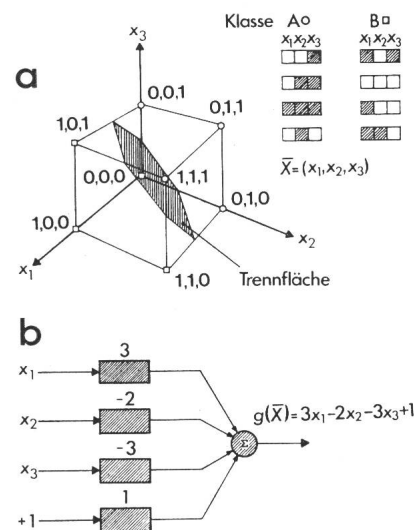 Klasse A B
x₁x₂x₃ x₁x₂x₃
a
x₃
0,0,1
0,1,1
1,0,1
X̅=(x₁,x₂,x₃)
0,0,0
1,1,1
0,1,0
1,0,0
x₂
x₁
1,1,0
Trennfläche
b
3
x₁
g(X̅)=3x₁-2x₂-3x₃+1
-2
x₂
Σ
-3
x₃
1
+1